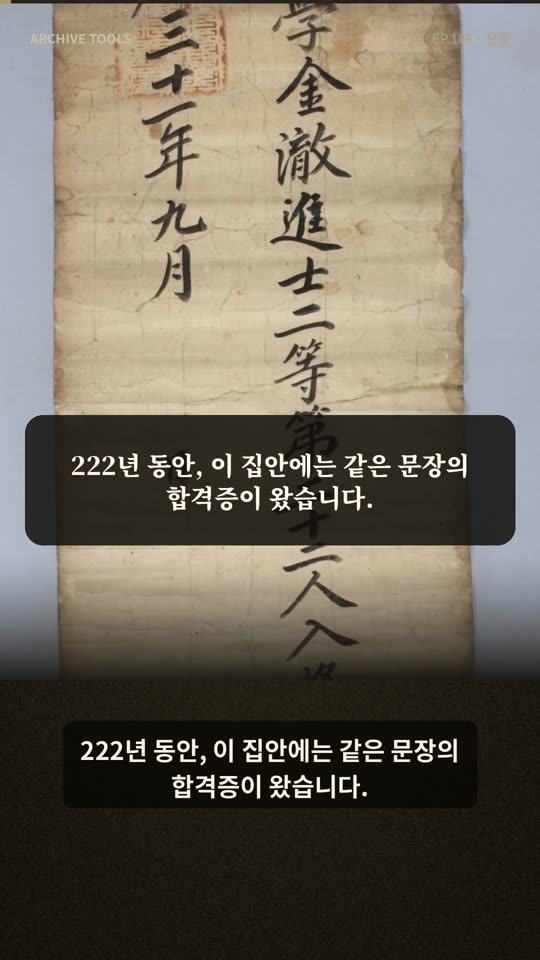 ARCHIVE TOOLS
EP.186
學金澈進士二等第十二人入
三十一年九月
222년 동안, 이 집안에는 같은 문장의
합격증이 왔습니다.
222년 동안, 이 집안에는 같은 문장의
합격증이 왔습니다.